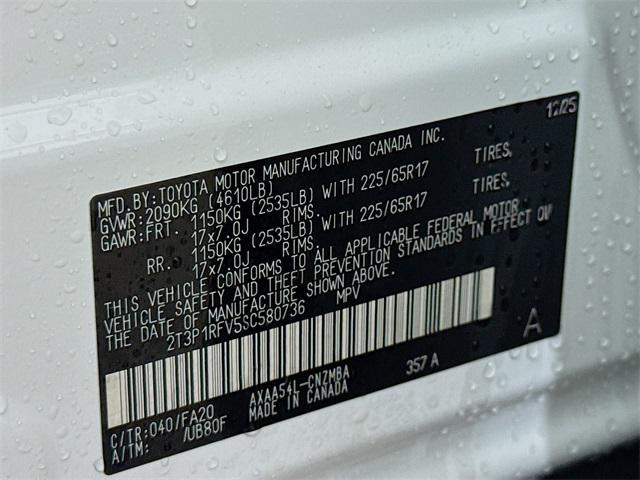 12/25
MFD.BY:TOYOTA MOTOR MANUFACTURING CANADA INC.
GVWR:2090KG (4610LB)
GAWR:FRT. 1150KG (2535LB) WITH 225/65R17 TIRES,
17x7.0J RIMS.
RR. 1150KG (2535LB) WITH 225/65R17 TIRES,
17x7.0J RIMS.
THIS VEHICLE CONFORMS TO ALL APPLICABLE FEDERAL MOTOR
VEHICLE SAFETY AND THEFT PREVENTION STANDARDS IN EFFECT ON
THE DATE OF MANUFACTURE SHOWN ABOVE.
2T3P1RFV5SC580736 MPV
A
C/TR:040/FA20 AXAA54L-CNZMBA 357 A
A/TM: /UB80F MADE IN CANADA